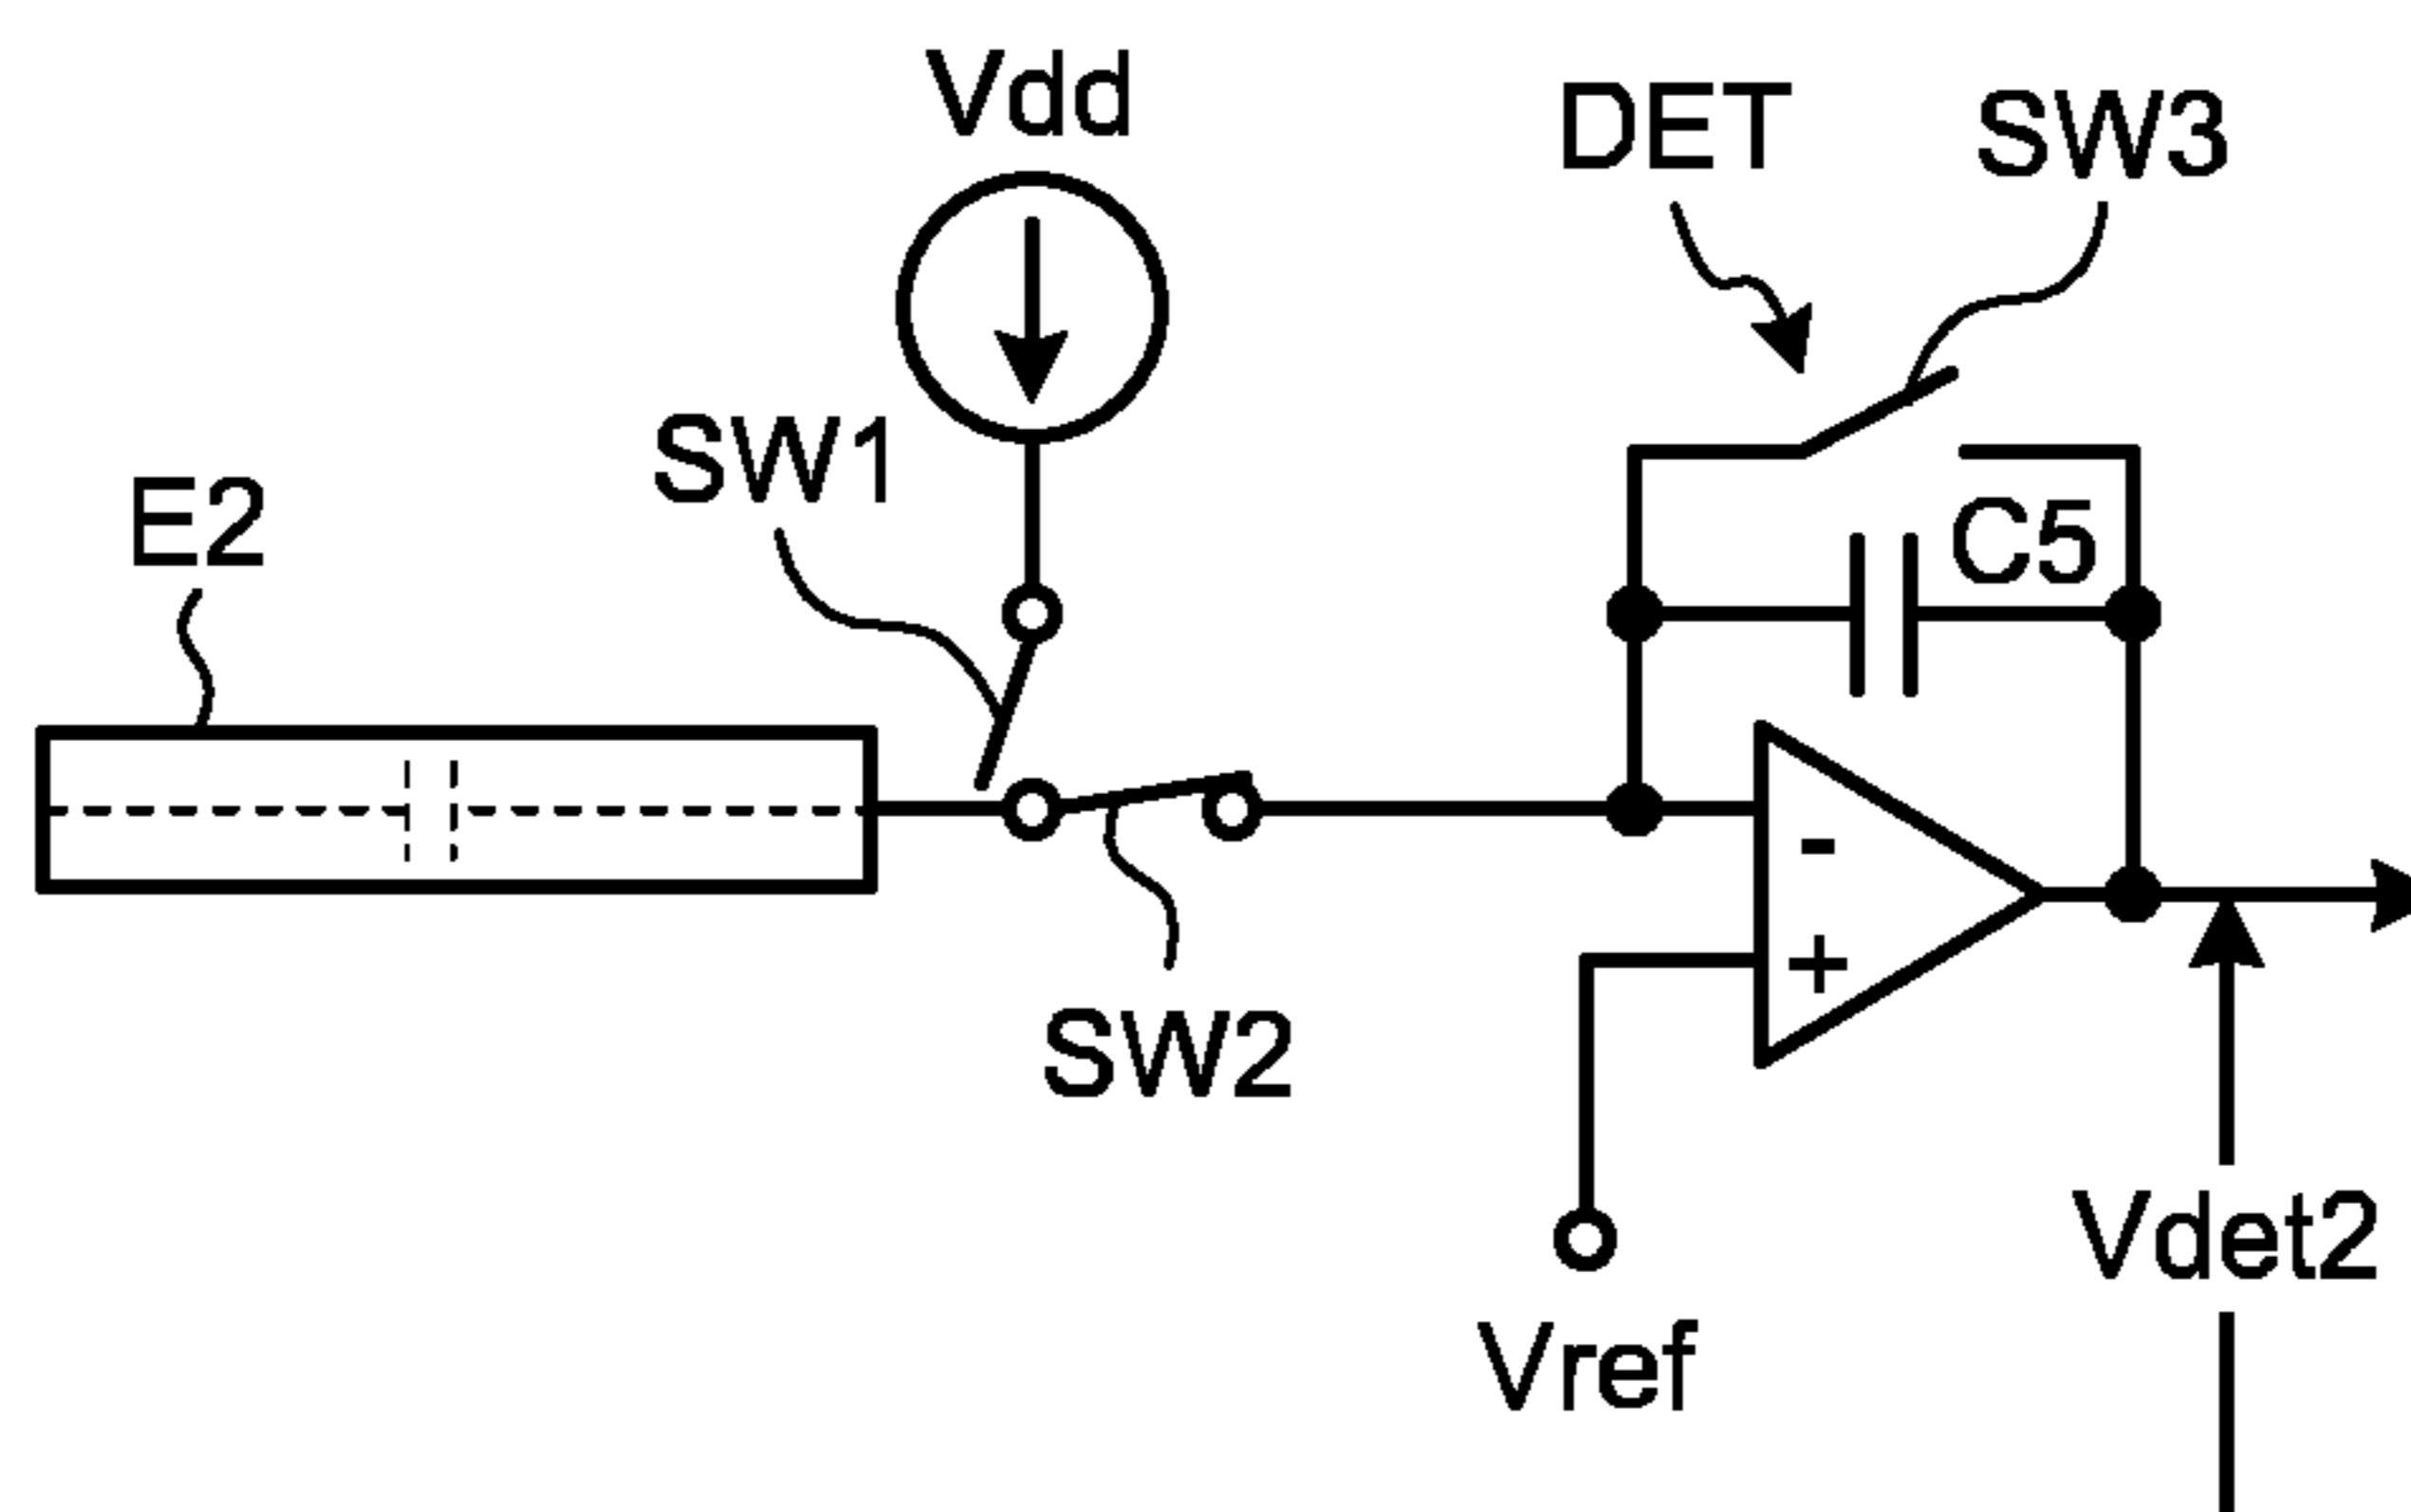 Vdd
DET
SW3
SW1
E2
C5
-
+
SW2
Vdet2
Vref